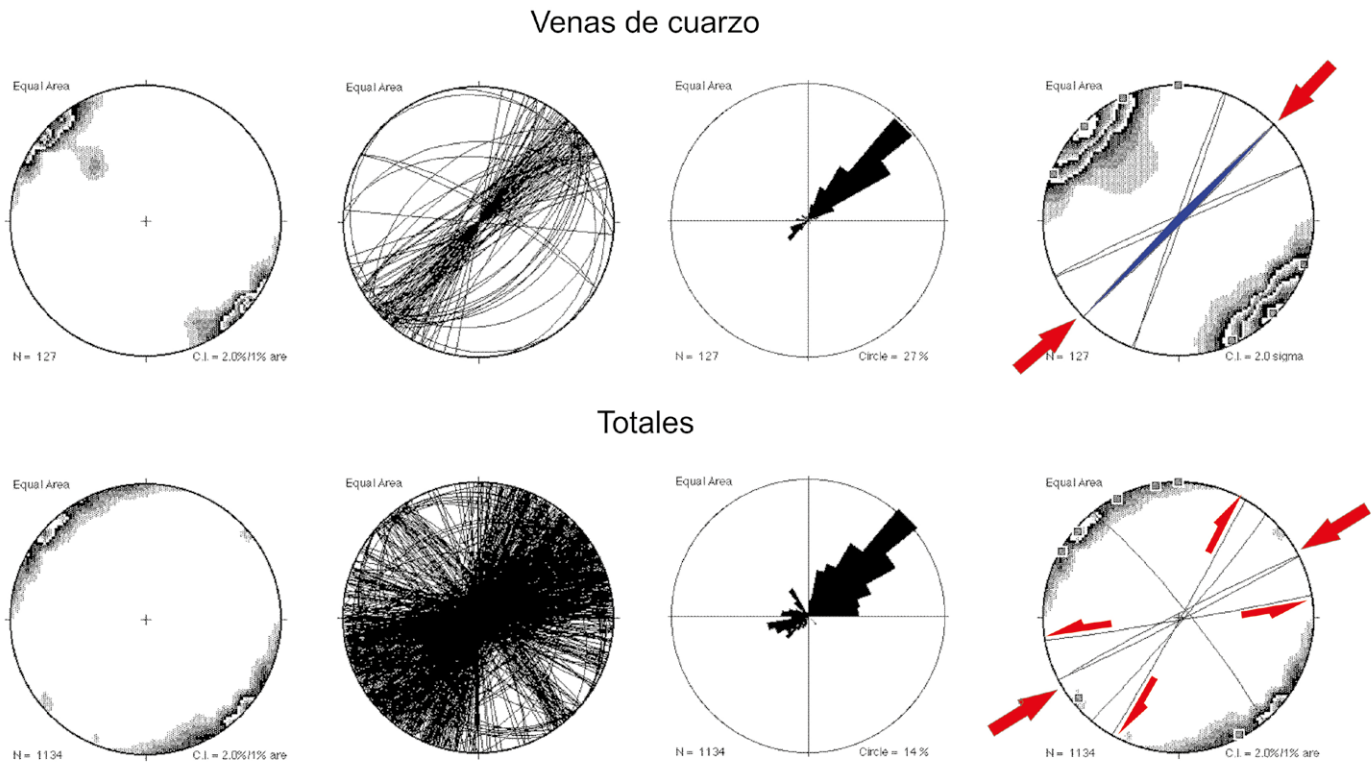 Venas de cuarzo
Equal Area
Equal Area
Equal Area
Equal Area
N = 127
C.I. = 2.0%/1% are
N = 127
Circle = 27 %
N = 127
C.I. = 2.0 sigma
Totales
Equal Area
Equal Area
Equal Area
Equal Area
N = 1134
C.I. = 2.0%/1% are
N = 1134
Circle = 14 %
N = 1134
C.I. = 2.0%/1% are